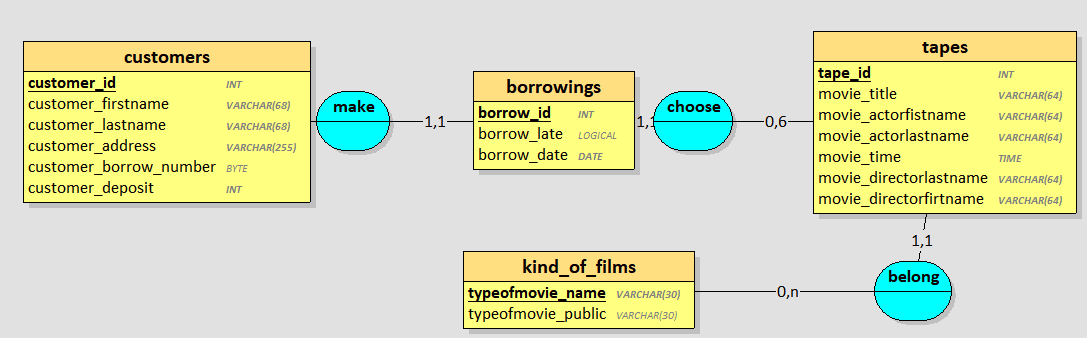 customers
customer_id INT
customer_firstname VARCHAR(68)
customer_lastname VARCHAR(68)
customer_address VARCHAR(255)
customer_borrow_number BYTE
customer_deposit INT
make
1,1
borrowings
borrow_id INT
borrow_late LOGICAL
borrow_date DATE
1,1
choose
0,6
tapes
tape_id INT
movie_title VARCHAR(64)
movie_actorfistname VARCHAR(64)
movie_actorlastname VARCHAR(64)
movie_time TIME
movie_directorlastname VARCHAR(64)
movie_directorfirtname VARCHAR(64)
1,1
belong
0,n
kind_of_films
typeofmovie_name VARCHAR(30)
typeofmovie_public VARCHAR(30)